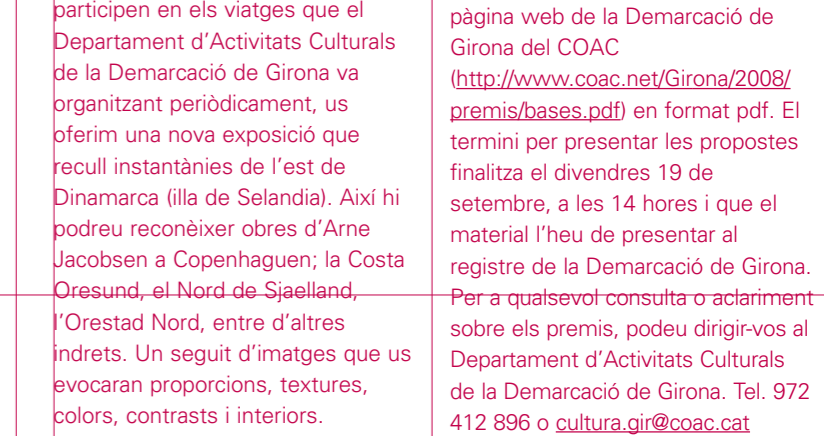 participen en els viatges que el
Departament d'Activitats Culturals
de la Demarcació de Girona va
organitzant periòdicament, us
oferim una nova exposició que
recull instantànies de l'est de
Dinamarca (illa de Selandia). Així hi
podreu reconèixer obres d'Arne
Jacobsen a Copenhaguen; la Costa
Oresund, el Nord de Sjaelland,
l'Orestad Nord, entre d'altres
indrets. Un seguit d'imatges que us
evocaran proporcions, textures,
colors, contrasts i interiors.
pàgina web de la Demarcació de
Girona del COAC
(http://www.coac.net/Girona/2008/
premis/bases.pdf) en format pdf. El
termini per presentar les propostes
finalitza el divendres 19 de
setembre, a les 14 hores i que el
material l'heu de presentar al
registre de la Demarcació de Girona.
Per a qualsevol consulta o aclariment
sobre els premis, podeu dirigir-vos al
Departament d'Activitats Culturals
de la Demarcació de Girona. Tel. 972
412 896 o cultura.gir@coac.cat